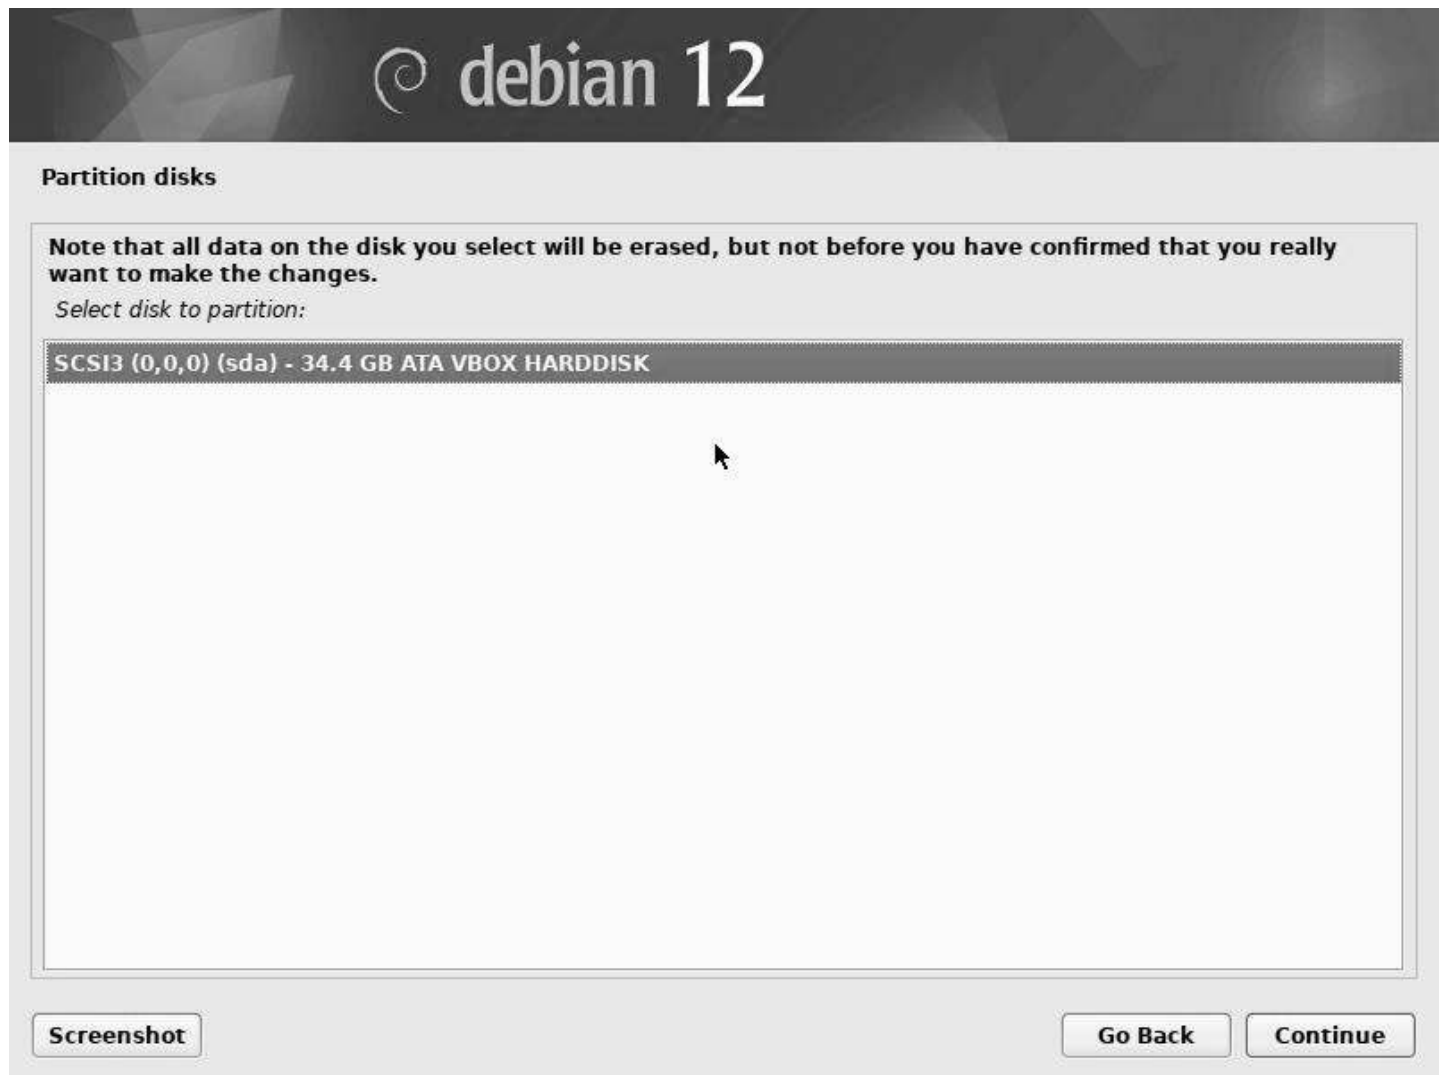 debian 12
Partition disks
Note that all data on the disk you select will be erased, but not before you have confirmed that you really
want to make the changes.
Select disk to partition:
SCSI3 (0,0,0) (sda) - 34.4 GB ATA VBOX HARDDISK
Screenshot
Go Back
Continue